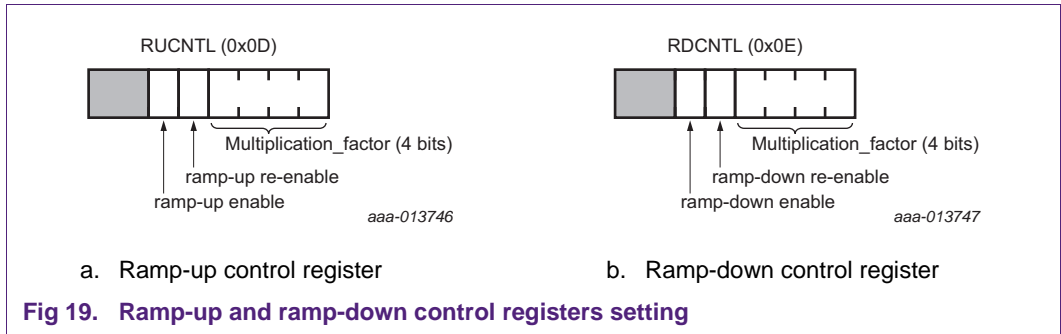 RUCNTL (0x0D)
Multiplication_factor (4 bits)
ramp-up re-enable
ramp-up enable
aaa-013746
a. Ramp-up control register
RDCNTL (0x0E)
Multiplication_factor (4 bits)
ramp-down re-enable
ramp-down enable
aaa-013747
b. Ramp-down control register
Fig 19. Ramp-up and ramp-down control registers setting